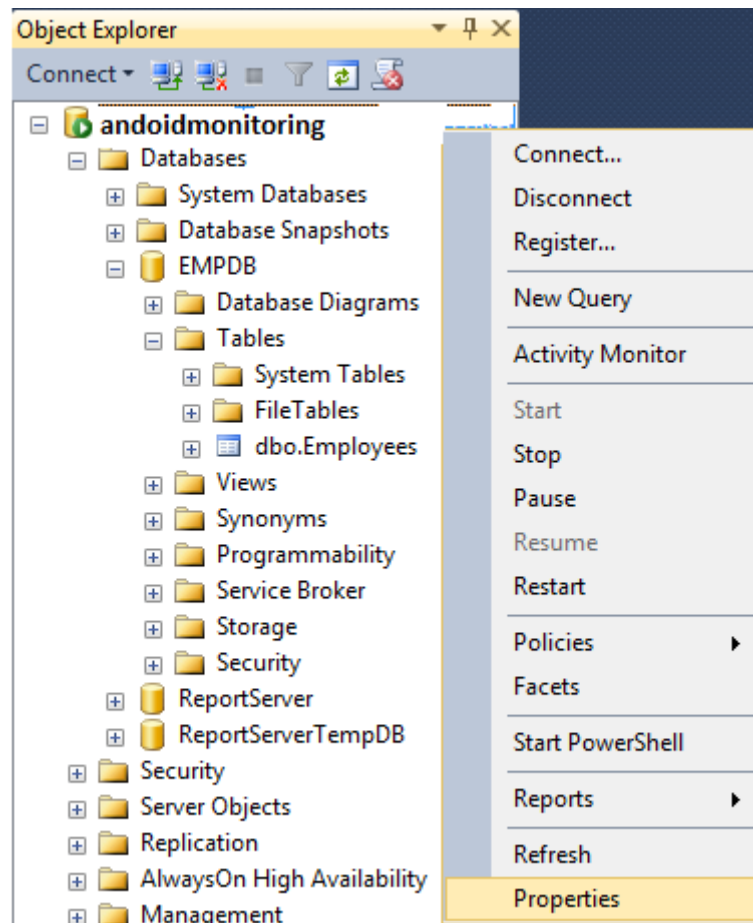 Object Explorer
Connect
andoidmonitoring
Databases
System Databases
Database Snapshots
EMPDB
Database Diagrams
Tables
System Tables
FileTables
dbo.Employees
Views
Synonyms
Programmability
Service Broker
Storage
Security
ReportServer
ReportServerTempDB
Security
Server Objects
Replication
AlwaysOn High Availability
Management
Connect...
Disconnect
Register...
New Query
Activity Monitor
Start
Stop
Pause
Resume
Restart
Policies
Facets
Start PowerShell
Reports
Refresh
Properties